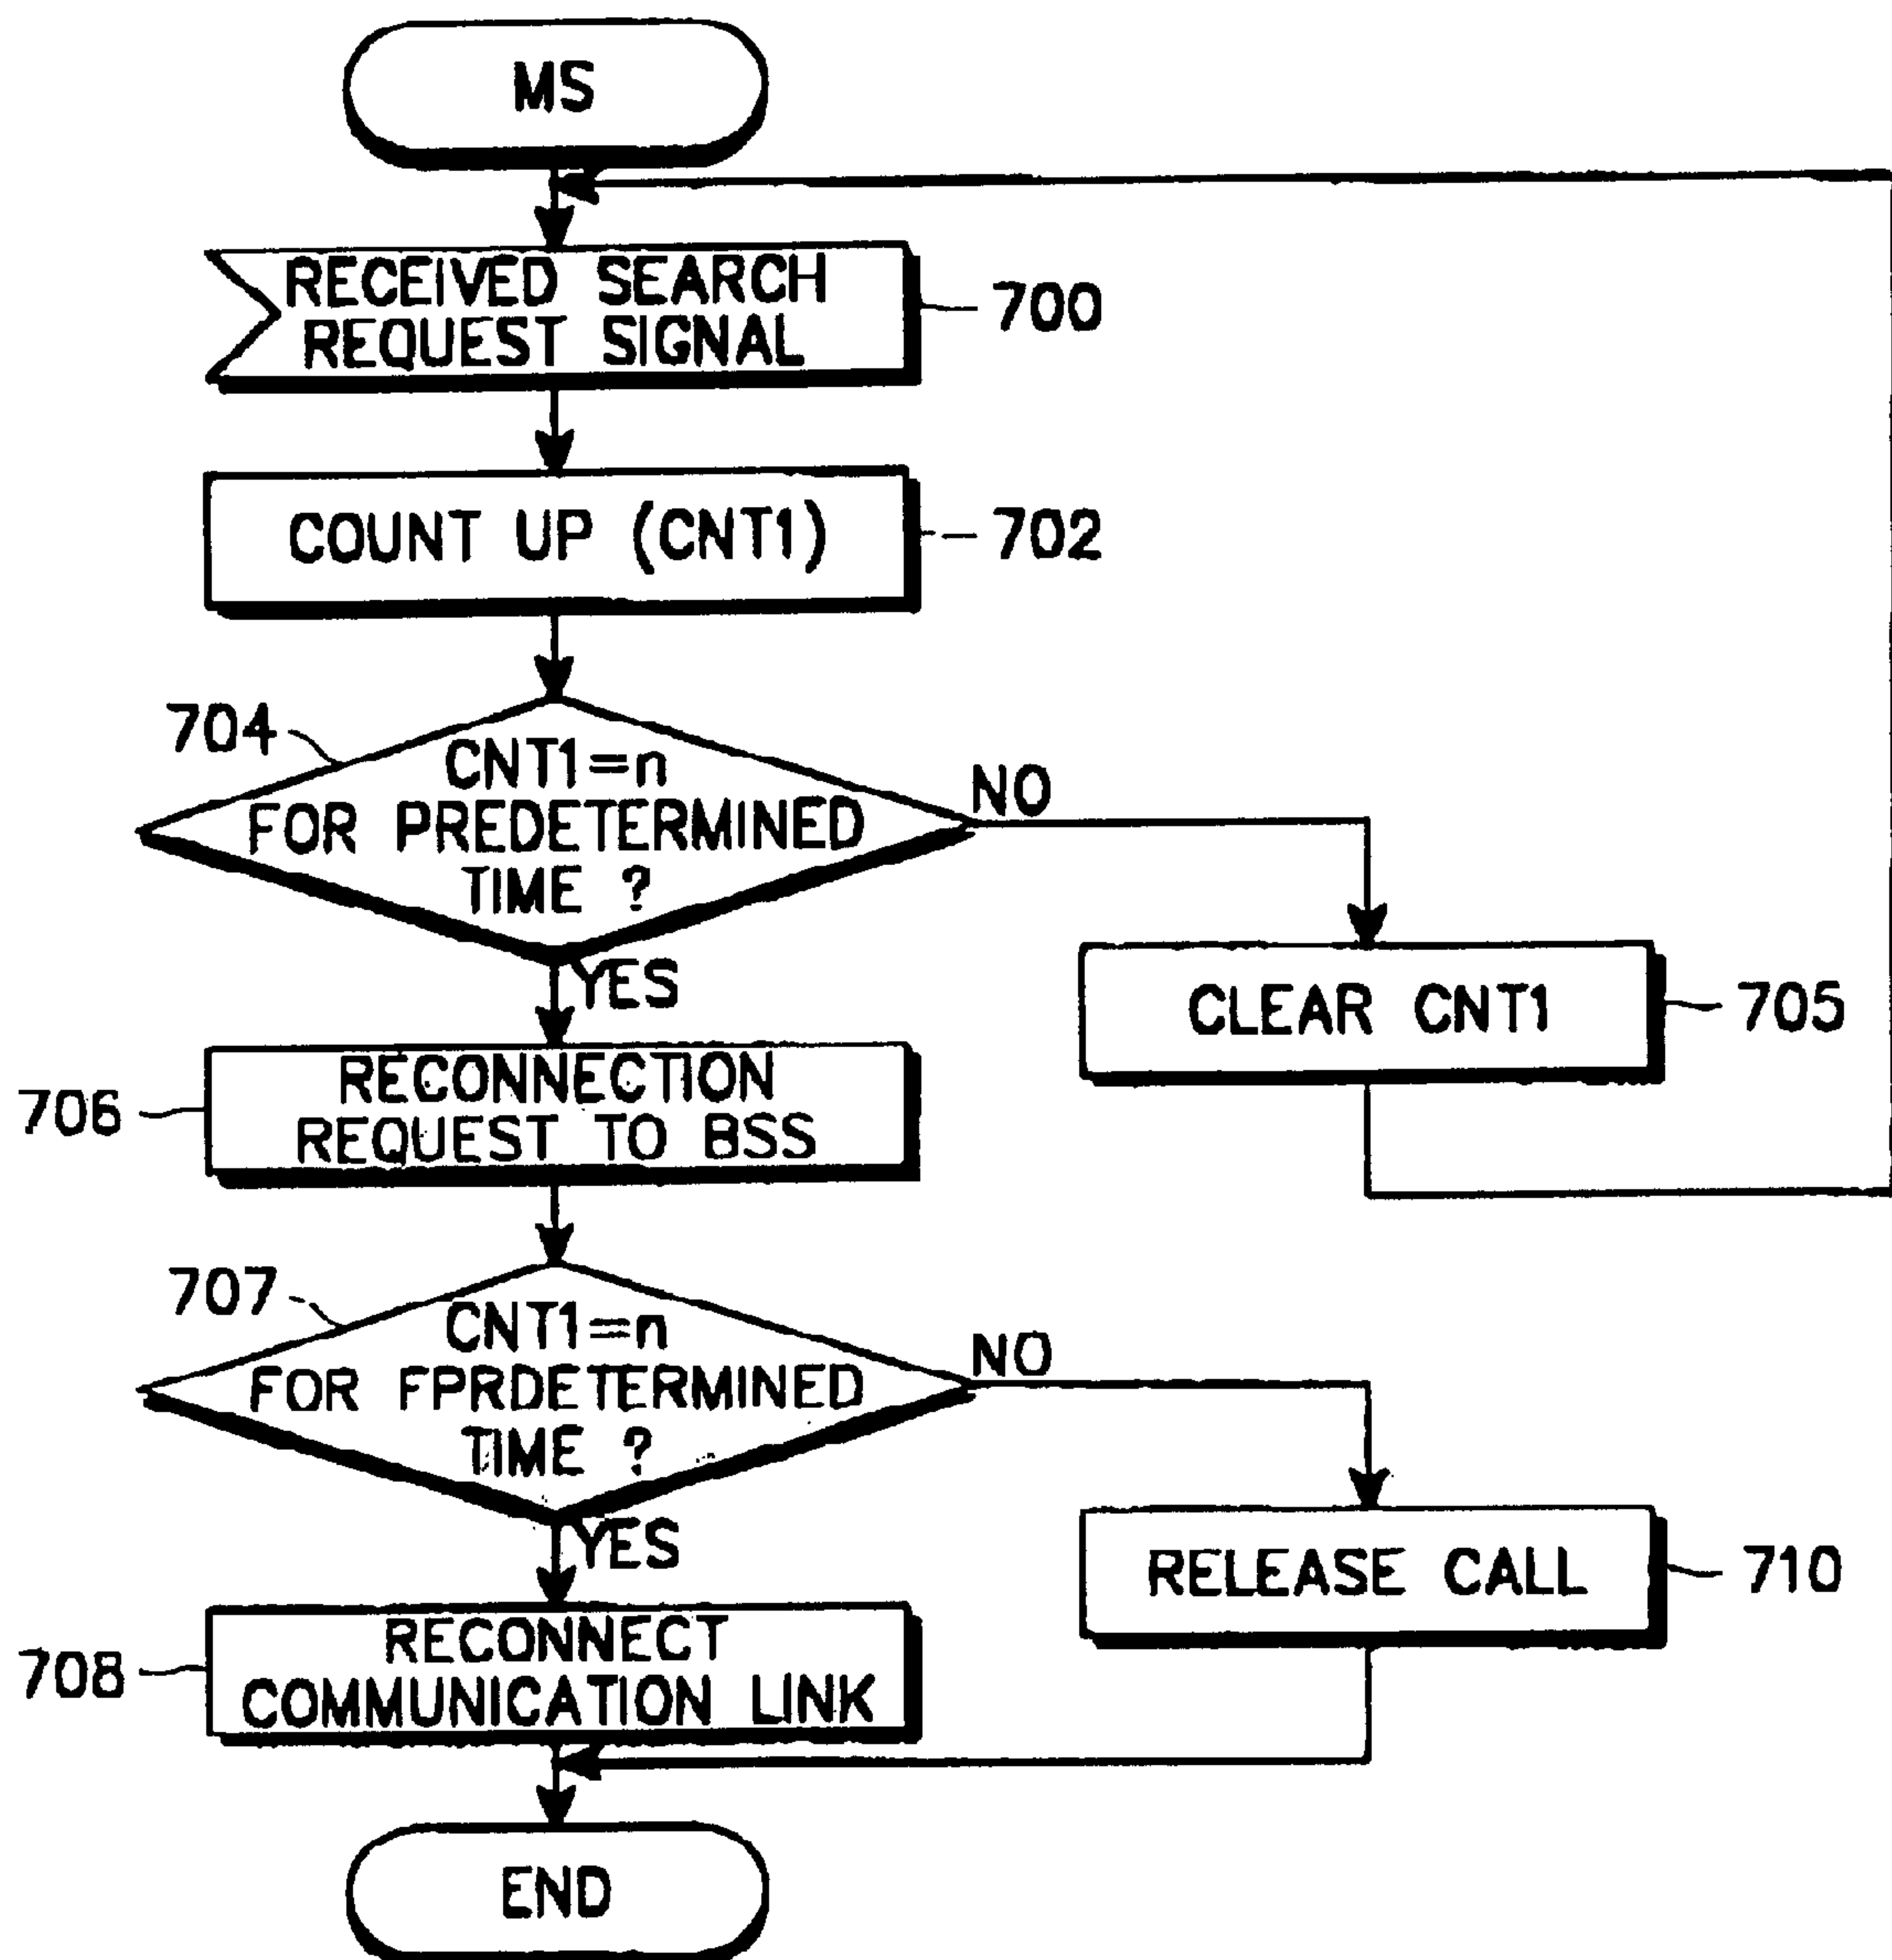 MS
RECEIVED SEARCH
REQUEST SIGNAL
700
COUNT UP (CNT1)
702
704
CNT1=n
FOR PREDETERMINED
TIME ?
NO
YES
CLEAR CNT1
705
706
RECONNECTION
REQUEST TO BSS
707
CNT1=n
FOR FPRDETERMINED
TIME ?
NO
YES
RELEASE CALL
710
708
RECONNECT
COMMUNICATION LINK
END